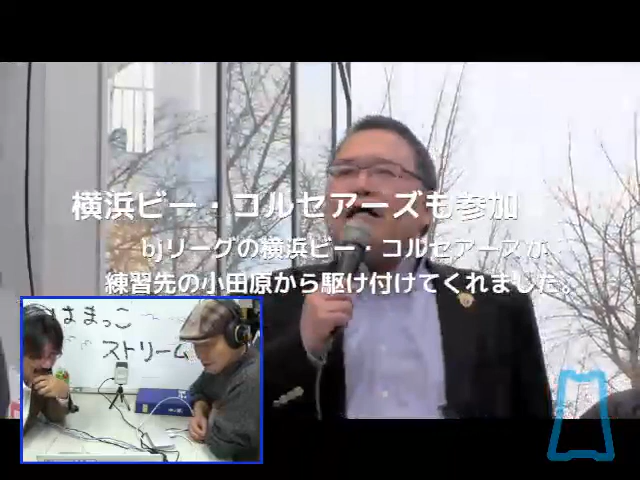 横浜ビー・コルセアーズも参加
bjリーグの横浜ビー・コルセアーズが、
練習先の小田原から駆け付けてくれました。
はまっこ
ストリーム